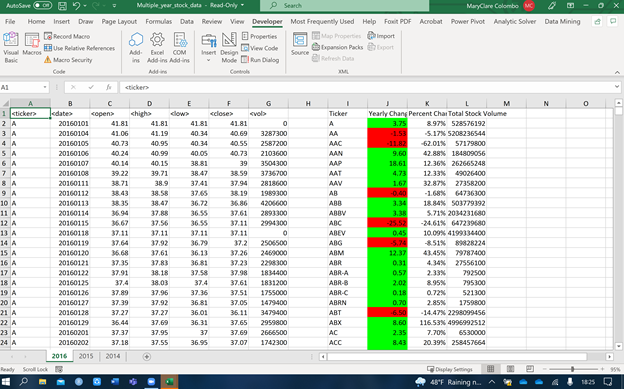 AutoSave Off Multiple_year_stock_data - Read-Only Search MaryClare Colombo MC
File Home Insert Draw Page Layout Formulas Data Review View Developer Most Frequently Used Help Foxit PDF Acrobat Power Pivot Analytic Solver Data Mining
Visual Basic Macros Record Macro Use Relative References Macro Security Add-ins Excel Add-ins COM Add-ins Insert Design Mode Properties View Code Run Dialog Source Map Properties Expansion Packs Refresh Data Import Export
Code Add-ins Controls XML
A1 fx <ticker>
A B C D E F G H I J K L M N O
1 <ticker> <date> <open> <high> <low> <close> <vol> Ticker Yearly Chang Percent Chan Total Stock Volume
2 A 20160101 41.81 41.81 41.81 41.81 0 A 3.75 8.97% 528576192
3 A 20160104 41.06 41.19 40.34 40.69 3287300 AA -5.17% 5208236544
4 A 20160105 40.73 40.95 40.34 40.55 2587200 AAC -62.01% 57179800
5 A 20160106 40.24 40.99 40.05 40.73 2103600 AAN 9.60 42.88% 184809056
6 A 20160107 40.14 40.15 38.81 39 3504300 AAP 18.61 12.36% 262665248
7 A 20160108 39.22 39.71 38.47 38.59 3736700 AAT 4.73 12.33% 49026400
8 A 20160111 38.71 38.9 37.41 37.94 2818600 AAV 1.67 32.87% 27358200
9 A 20160112 38.43 38.58 37.65 38.19 1989300 AB -1.64% 64736300
10 A 20160113 38.35 38.47 36.72 36.86 4206600 ABB 3.34 18.84% 503779392
11 A 20160114 36.94 37.88 36.55 37.61 2893300 ABBV 3.38 5.71% 2034231680
12 A 20160115 36.67 37.56 36.55 37.11 2994300 ABC -24.61% 647239680
13 A 20160118 37.11 37.11 37.11 37.11 0 ABEV 0.45 10.09% 4199334400
14 A 20160119 37.64 37.92 36.79 37.2 2506500 ABG -8.51% 89828224
15 A 20160120 36.68 37.61 36.13 37.26 2469000 ABM 12.37 43.45% 79787400
16 A 20160121 37.35 37.83 36.81 37.23 2298300 ABR 0.31 4.34% 27556100
17 A 20160122 37.91 38.18 37.58 37.98 1834400 ABR-A 0.57 2.33% 792500
18 A 20160125 37.4 38.03 37.4 37.61 1831200 ABR-B 2.02 8.95% 795300
19 A 20160126 37.89 37.96 37.36 37.51 1755000 ABR-C 0.18 0.72% 521300
20 A 20160127 37.39 37.92 36.81 37.05 1479400 ABRN 0.70 2.85% 1759800
21 A 20160128 37.27 37.27 36.01 36.11 3479400 ABT -14.47% 2298099456
22 A 20160129 36.44 37.69 36.31 37.65 2959800 ABX 8.60 116.53% 4996992512
23 A 20160201 37.37 37.95 37 37.69 2666500 AC 2.35 7.70% 6530000
24 A 20160202 37.18 37.55 36.95 37.07 1742300 ACC 8.43 20.39% 258457664
2016 2015 2014
Ready Scroll Lock Display Settings 95%
48°F Raining n... 18:25